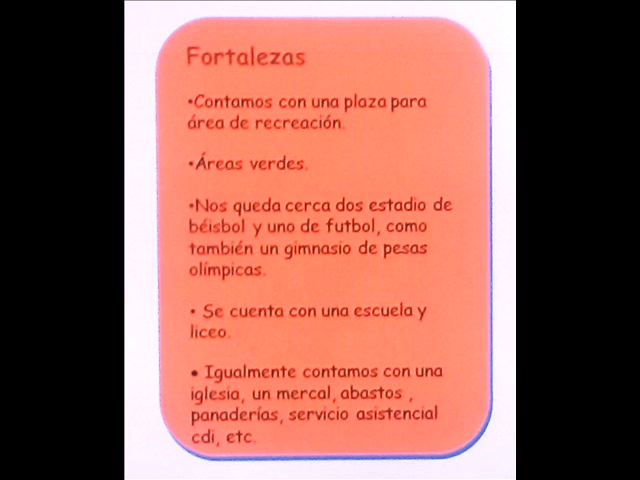 Fortalezas
•Contamos con una plaza para
área de recreación.
•Áreas verdes.
•Nos queda cerca dos estadio de
béisbol y uno de futbol, como
también un gimnasio de pesas
olímpicas.
• Se cuenta con una escuela y
liceo.
• Igualmente contamos con una
iglesia, un mercal, abastos ,
panaderías, servicio asistencial
cdi, etc.